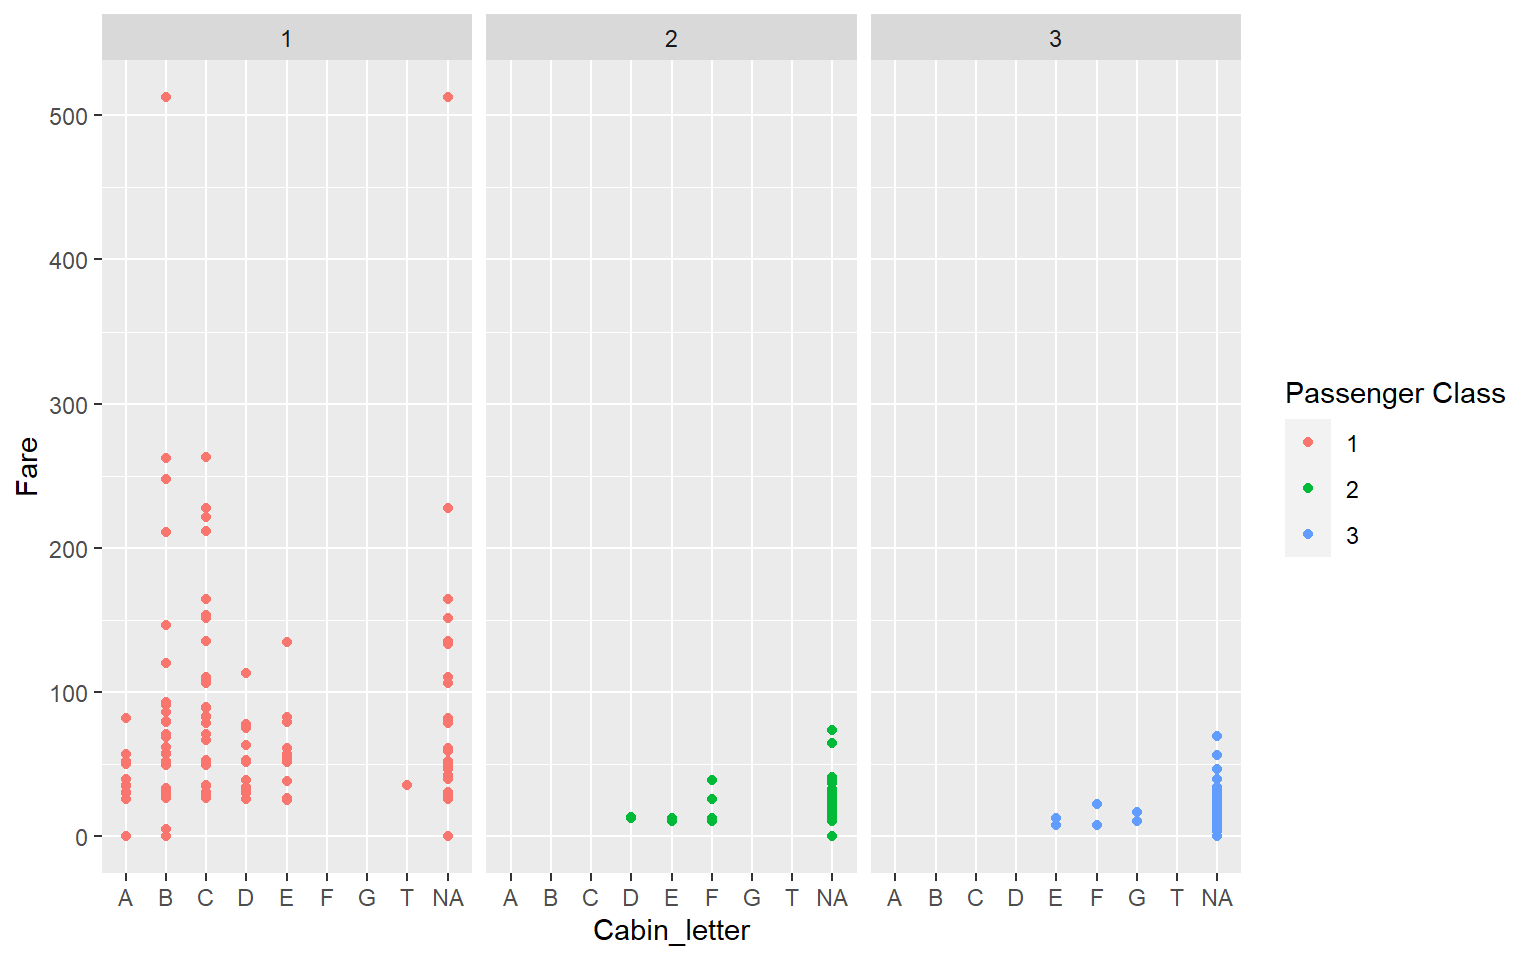 1 2 3
500
400
300
200
100
0
Fare
A B C D E F G T NA A B C D E F G T NA A B C D E F G T NA
Cabin_letter
Passenger Class
1
2
3